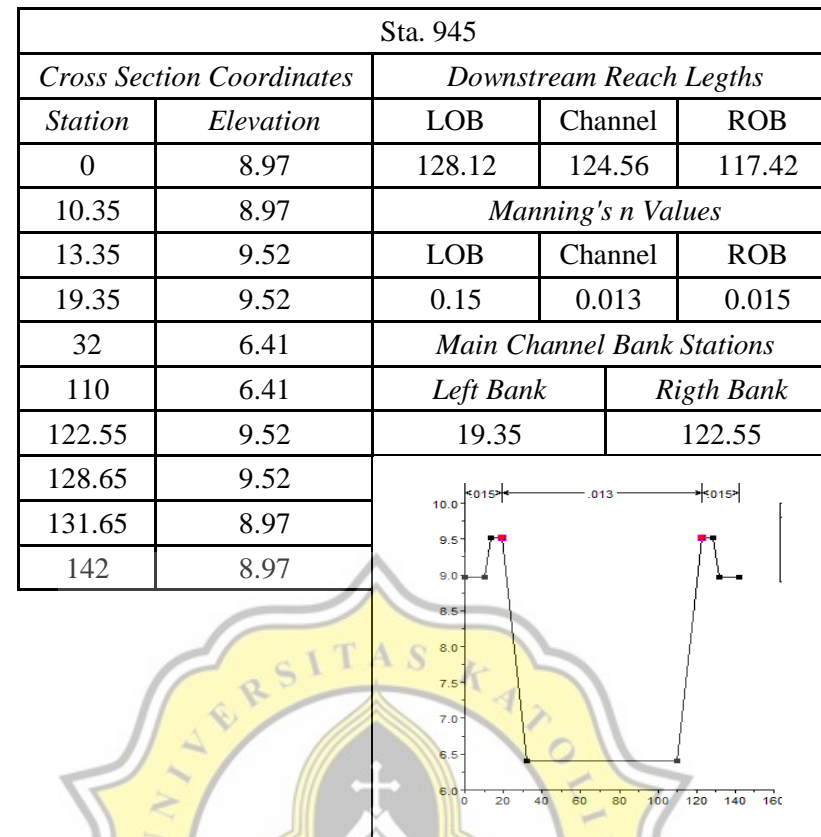 Sta. 945
Cross Section Coordinates Downstream Reach Legths
Station Elevation LOB Channel ROB
0 8.97 128.12 124.56 117.42
10.35 8.97 Manning's n Values
13.35 9.52 LOB Channel ROB
19.35 9.52 0.15 0.013 0.015
32 6.41 Main Channel Bank Stations
110 6.41 Left Bank Rigth Bank
122.55 9.52 19.35 122.55
128.65 9.52
131.65 8.97
142 8.97
.015 .013 .015
10.0
9.5
9.0
8.5
8.0
7.5
7.0
6.5
6.0
0 20 40 60 80 100 120 140 160
UNIVERSITAS KATOLI